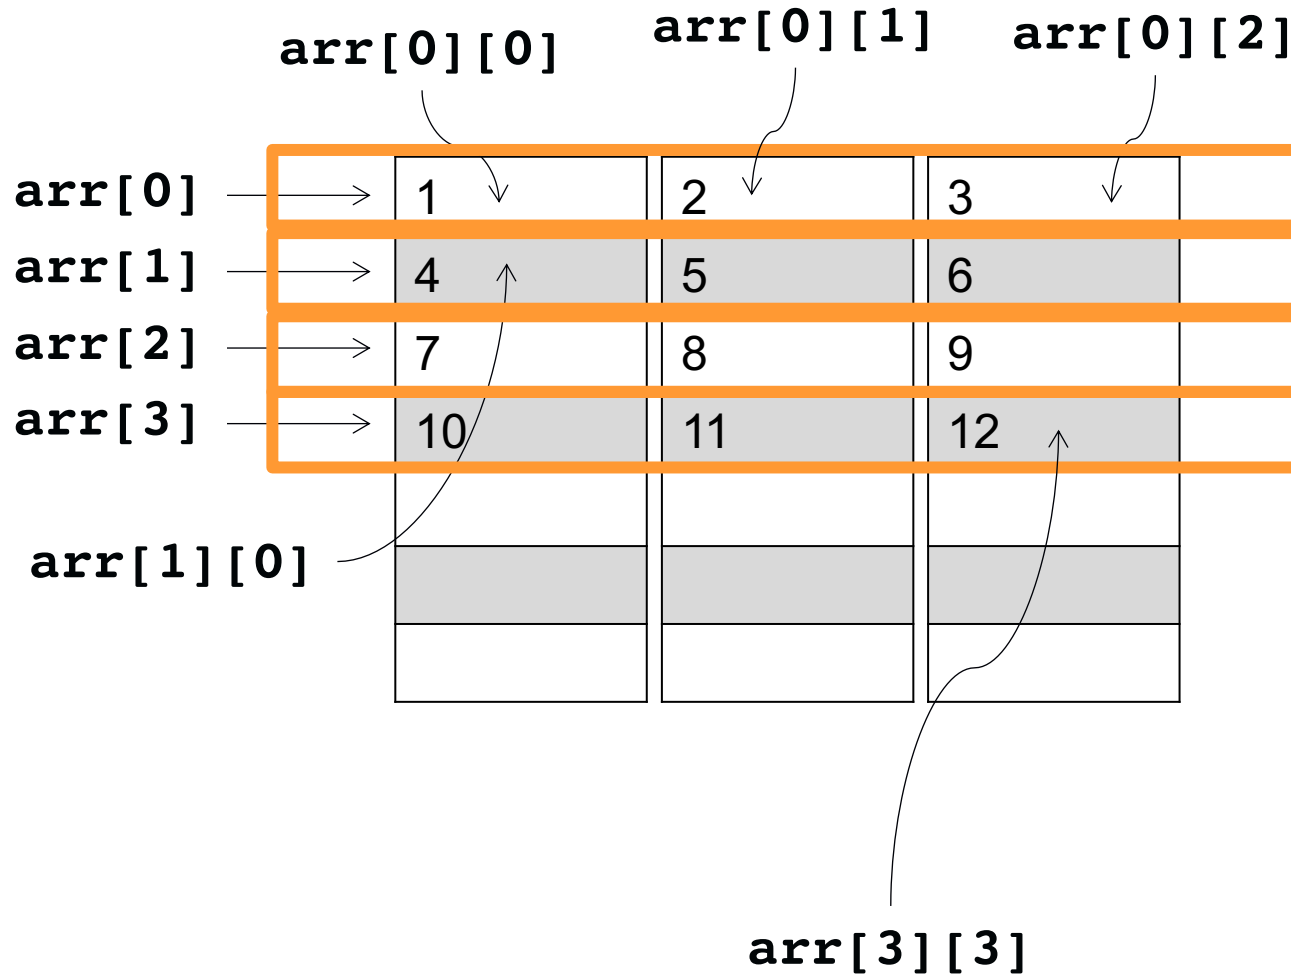 arr[0][0] arr[0][1] arr[0][2]
arr[0] 1 2 3
arr[1] 4 5 6
arr[2] 7 8 9
arr[3] 10 11 12
arr[1][0]
arr[3][3]